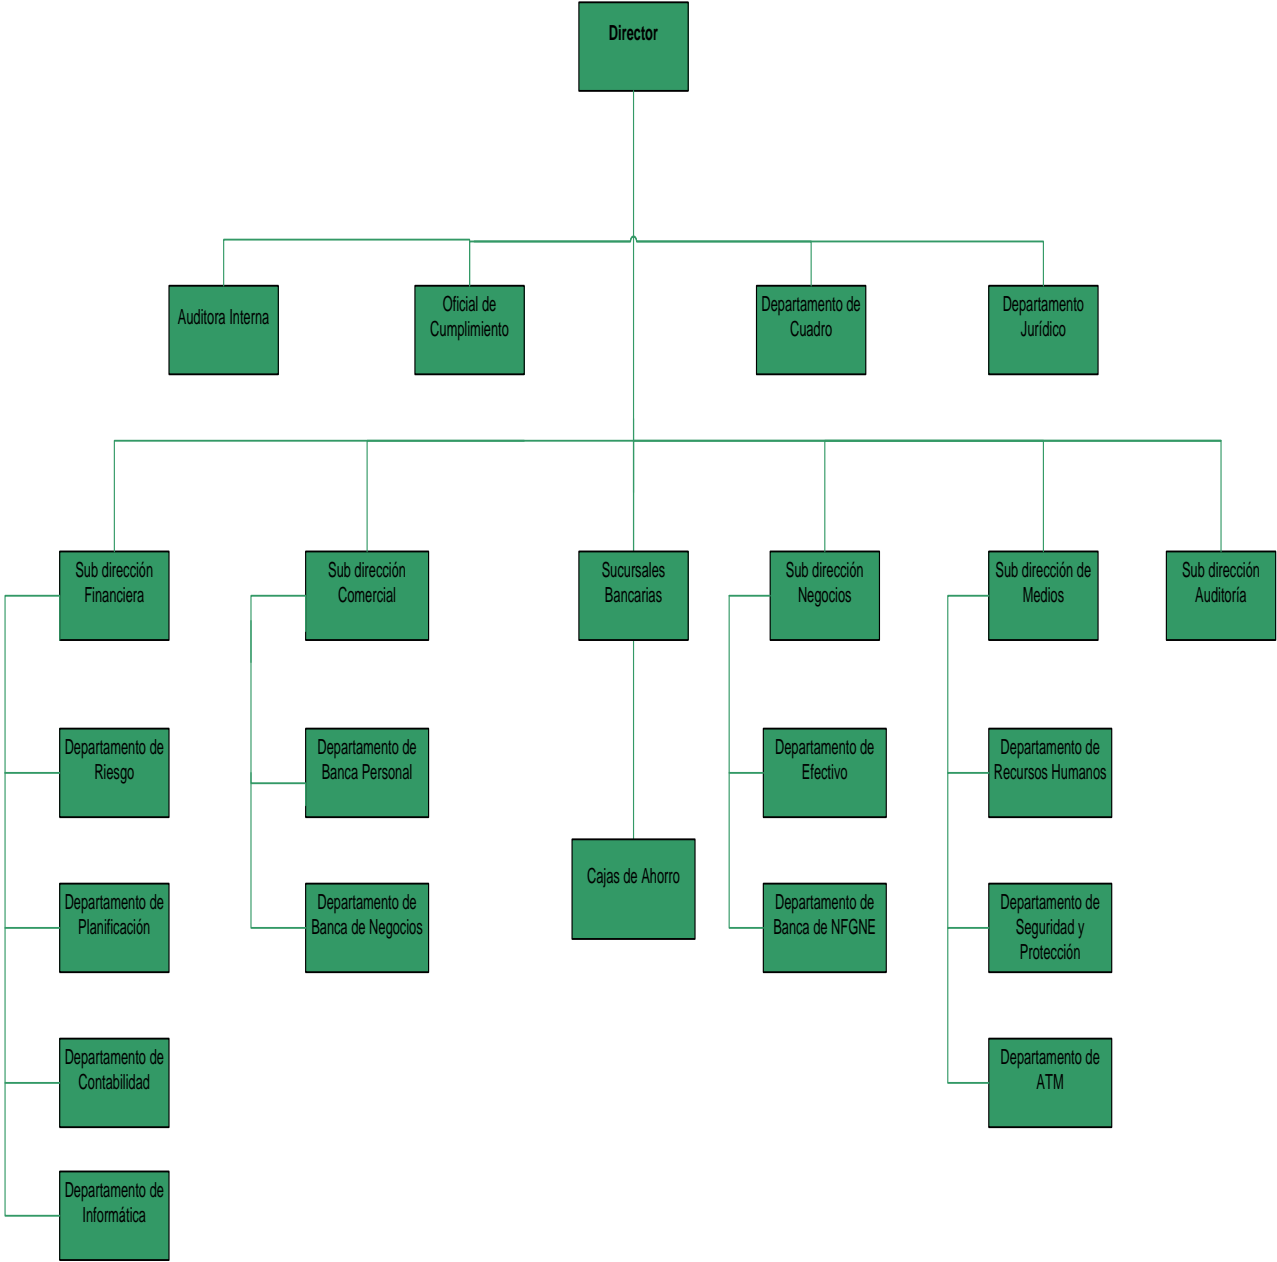 Director
Auditora Interna
Oficial de
Cumplimiento
Departamento de
Cuadro
Departamento
Jurídico
Sub dirección
Financiera
Sub dirección
Comercial
Sucursales
Bancarias
Sub dirección
Negocios
Sub dirección de
Medios
Sub dirección
Auditoría
Departamento de
Riesgo
Departamento de
Banca Personal
Departamento de
Efectivo
Departamento de
Recursos Humanos
Cajas de Ahorro
Departamento de
Planificación
Departamento de
Banca de Negocios
Departamento de
Banca de NFGNE
Departamento de
Seguridad y
Protección
Departamento de
Contabilidad
Departamento de
ATM
Departamento de
Informática